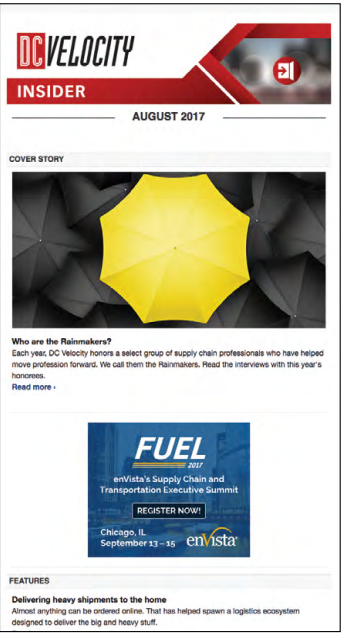 DCVELOCITY
INSIDER
AUGUST 2017
COVER STORY
Who are the Rainmakers?
Each year, DC Velocity honors a select group of supply chain professionals who have helped
move profession forward. We call them the Rainmakers. Read the interviews with this year's
honorees.
Read more ›
FUEL
2017
enVista's Supply Chain and
Transportation Executive Summit
REGISTER NOW!
Chicago, IL
September 13 – 15
enVista
FEATURES
Delivering heavy shipments to the home
Almost anything can be ordered online. That has helped spawn a logistics ecosystem
designed to deliver the big and heavy stuff.